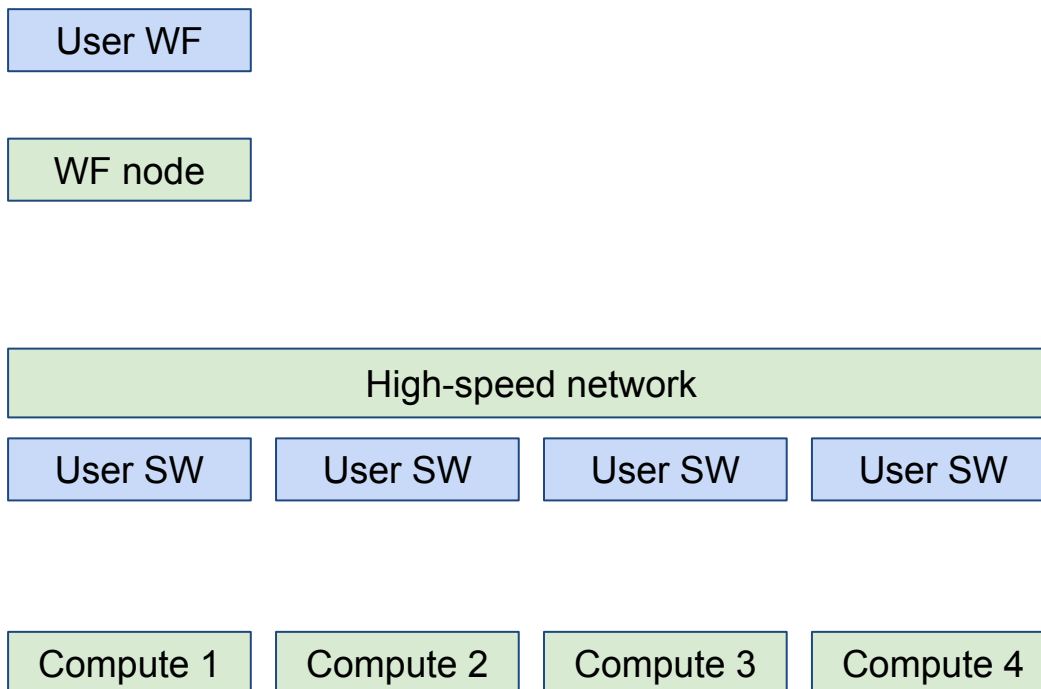 User WF
WF node
High-speed network
User SW
User SW
User SW
User SW
Compute 1
Compute 2
Compute 3
Compute 4